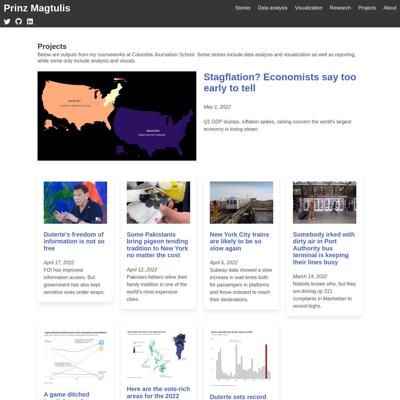 Prinz Magtulis
Stories Data analysis Visualization Research Projects About
Projects
Below are outputs from my courseworks at Columbia Journalism School. Some stories include data analysis and visualization as well as reporting,
while some only include analysis and visuals.
Stagflation? Economists say too
early to tell
May 1, 2022
Q1 GDP slumps, inflation spikes, raising concern the world's largest
economy is losing steam.
Duterte's freedom of
information is not so
free
April 17, 2022
FOI has improved
information access. But
government has also kept
sensitive ones under wraps.
Some Pakistanis
bring pigeon tending
tradition to New York
no matter the cost
April 12, 2022
Pakistani fathers relive their
family tradition in one of the
world's most expensive
cities.
New York City trains
are likely to be so
slow again
April 5, 2022
Subway data showed a slow
increase in wait times both
for passengers in platforms
and those onboard to reach
their destinations.
Somebody irked with
dirty air in Port
Authority bus
terminal is keeping
their lines busy
March 14, 2022
Nobody knows who, but they
are driving up 311
complaints in Manhattan to
record-highs.
A game ditched
Here are the vote-rich
areas for the 2022
Duterte sets record